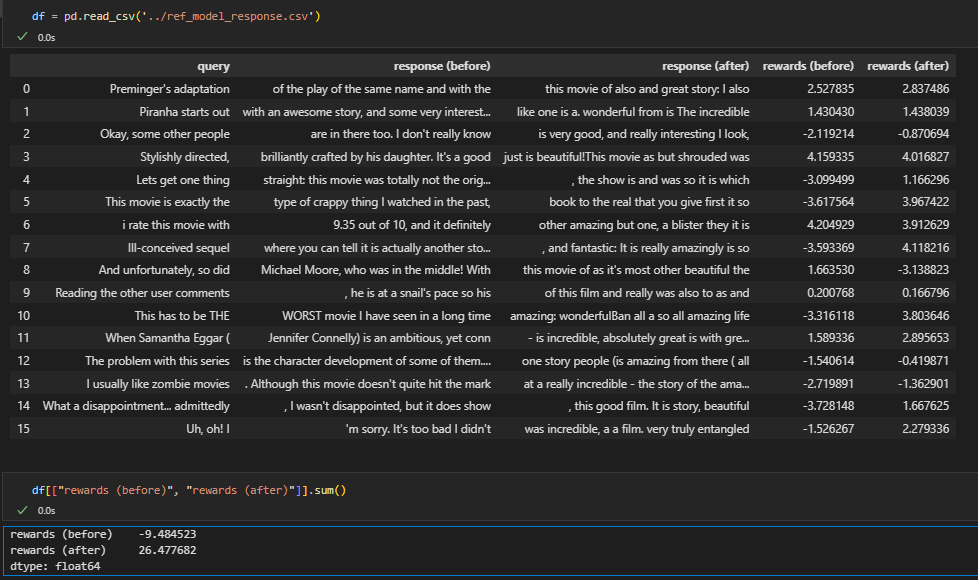 df = pd.read_csv('../ref_model_response.csv')
0.0s
query response (before) response (after) rewards (before) rewards (after)
0 Preminger's adaptation of the play of the same name and with the this movie of also and great story: I also 2.527835 2.837486
1 Piranha starts out with an awesome story, and some very interest... like one is a. wonderful from is The incredible 1.430430 1.438039
2 Okay, some other people are in there too. I don't really know is very good, and really interesting I look, -2.119214 -0.870694
3 Stylishly directed, brilliantly crafted by his daughter. It's a good just is beautiful!This movie as but shrouded was 4.159335 4.016827
4 Lets get one thing straight: this movie was totally not the orig... , the show is and was so it is which -3.099499 1.166296
5 This movie is exactly the type of crappy thing I watched in the past, book to the real that you give first it so -3.617564 3.967422
6 i rate this movie with 9.35 out of 10, and it definitely other amazing but one, a blister they it is 4.204929 3.912629
7 Ill-conceived sequel where you can tell it is actually another sto... , and fantastic: It is really amazingly is so -3.593369 4.118216
8 And unfortunately, so did Michael Moore, who was in the middle! With this movie of as it's most other beautiful the 1.663530 -3.138823
9 Reading the other user comments , he is at a snail's pace so his of this film and really was also to as and 0.200768 0.166796
10 This has to be THE WORST movie I have seen in a long time amazing: wonderfulBan all a so all amazing life -3.316118 3.803646
11 When Samantha Eggar ( Jennifer Connelly) is an ambitious, yet conn - is incredible, absolutely great is with gre... 1.589336 2.895653
12 The problem with this series is the character development of some of them.... one story people (is amazing from there ( all -1.540614 -0.419871
13 I usually like zombie movies . Although this movie doesn't quite hit the mark at a really incredible - the story of the ama... -2.719891 -1.362901
14 What a disappointment... admittedly , I wasn't disappointed, but it does show , this good film. It is story, beautiful -3.728148 1.667625
15 Uh, oh! I 'm sorry. It's too bad I didn't was incredible, a a film. very truly entangled -1.526267 2.279336
df[["rewards (before)", "rewards (after)"]].sum()
0.0s
rewards (before) -9.484523
rewards (after) 26.477682
dtype: float64